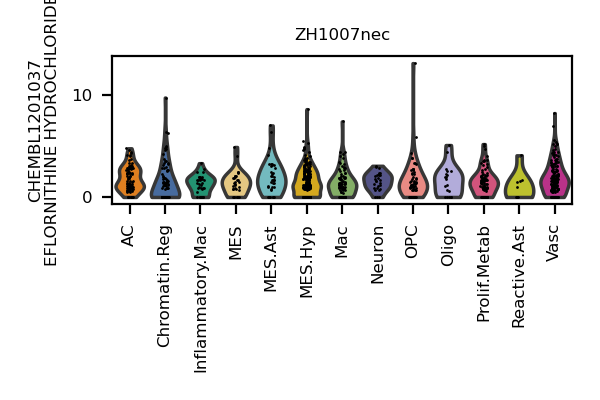 ZH1007nec
CHEMBL1201037
EFLORNITHINE HYDROCHLORIDE
10
0
AC
Chromatin.Reg
Inflammatory.Mac
MES
MES.Ast
MES.Hyp
Mac
Neuron
OPC
Oligo
Prolif.Metab
Reactive.Ast
Vasc